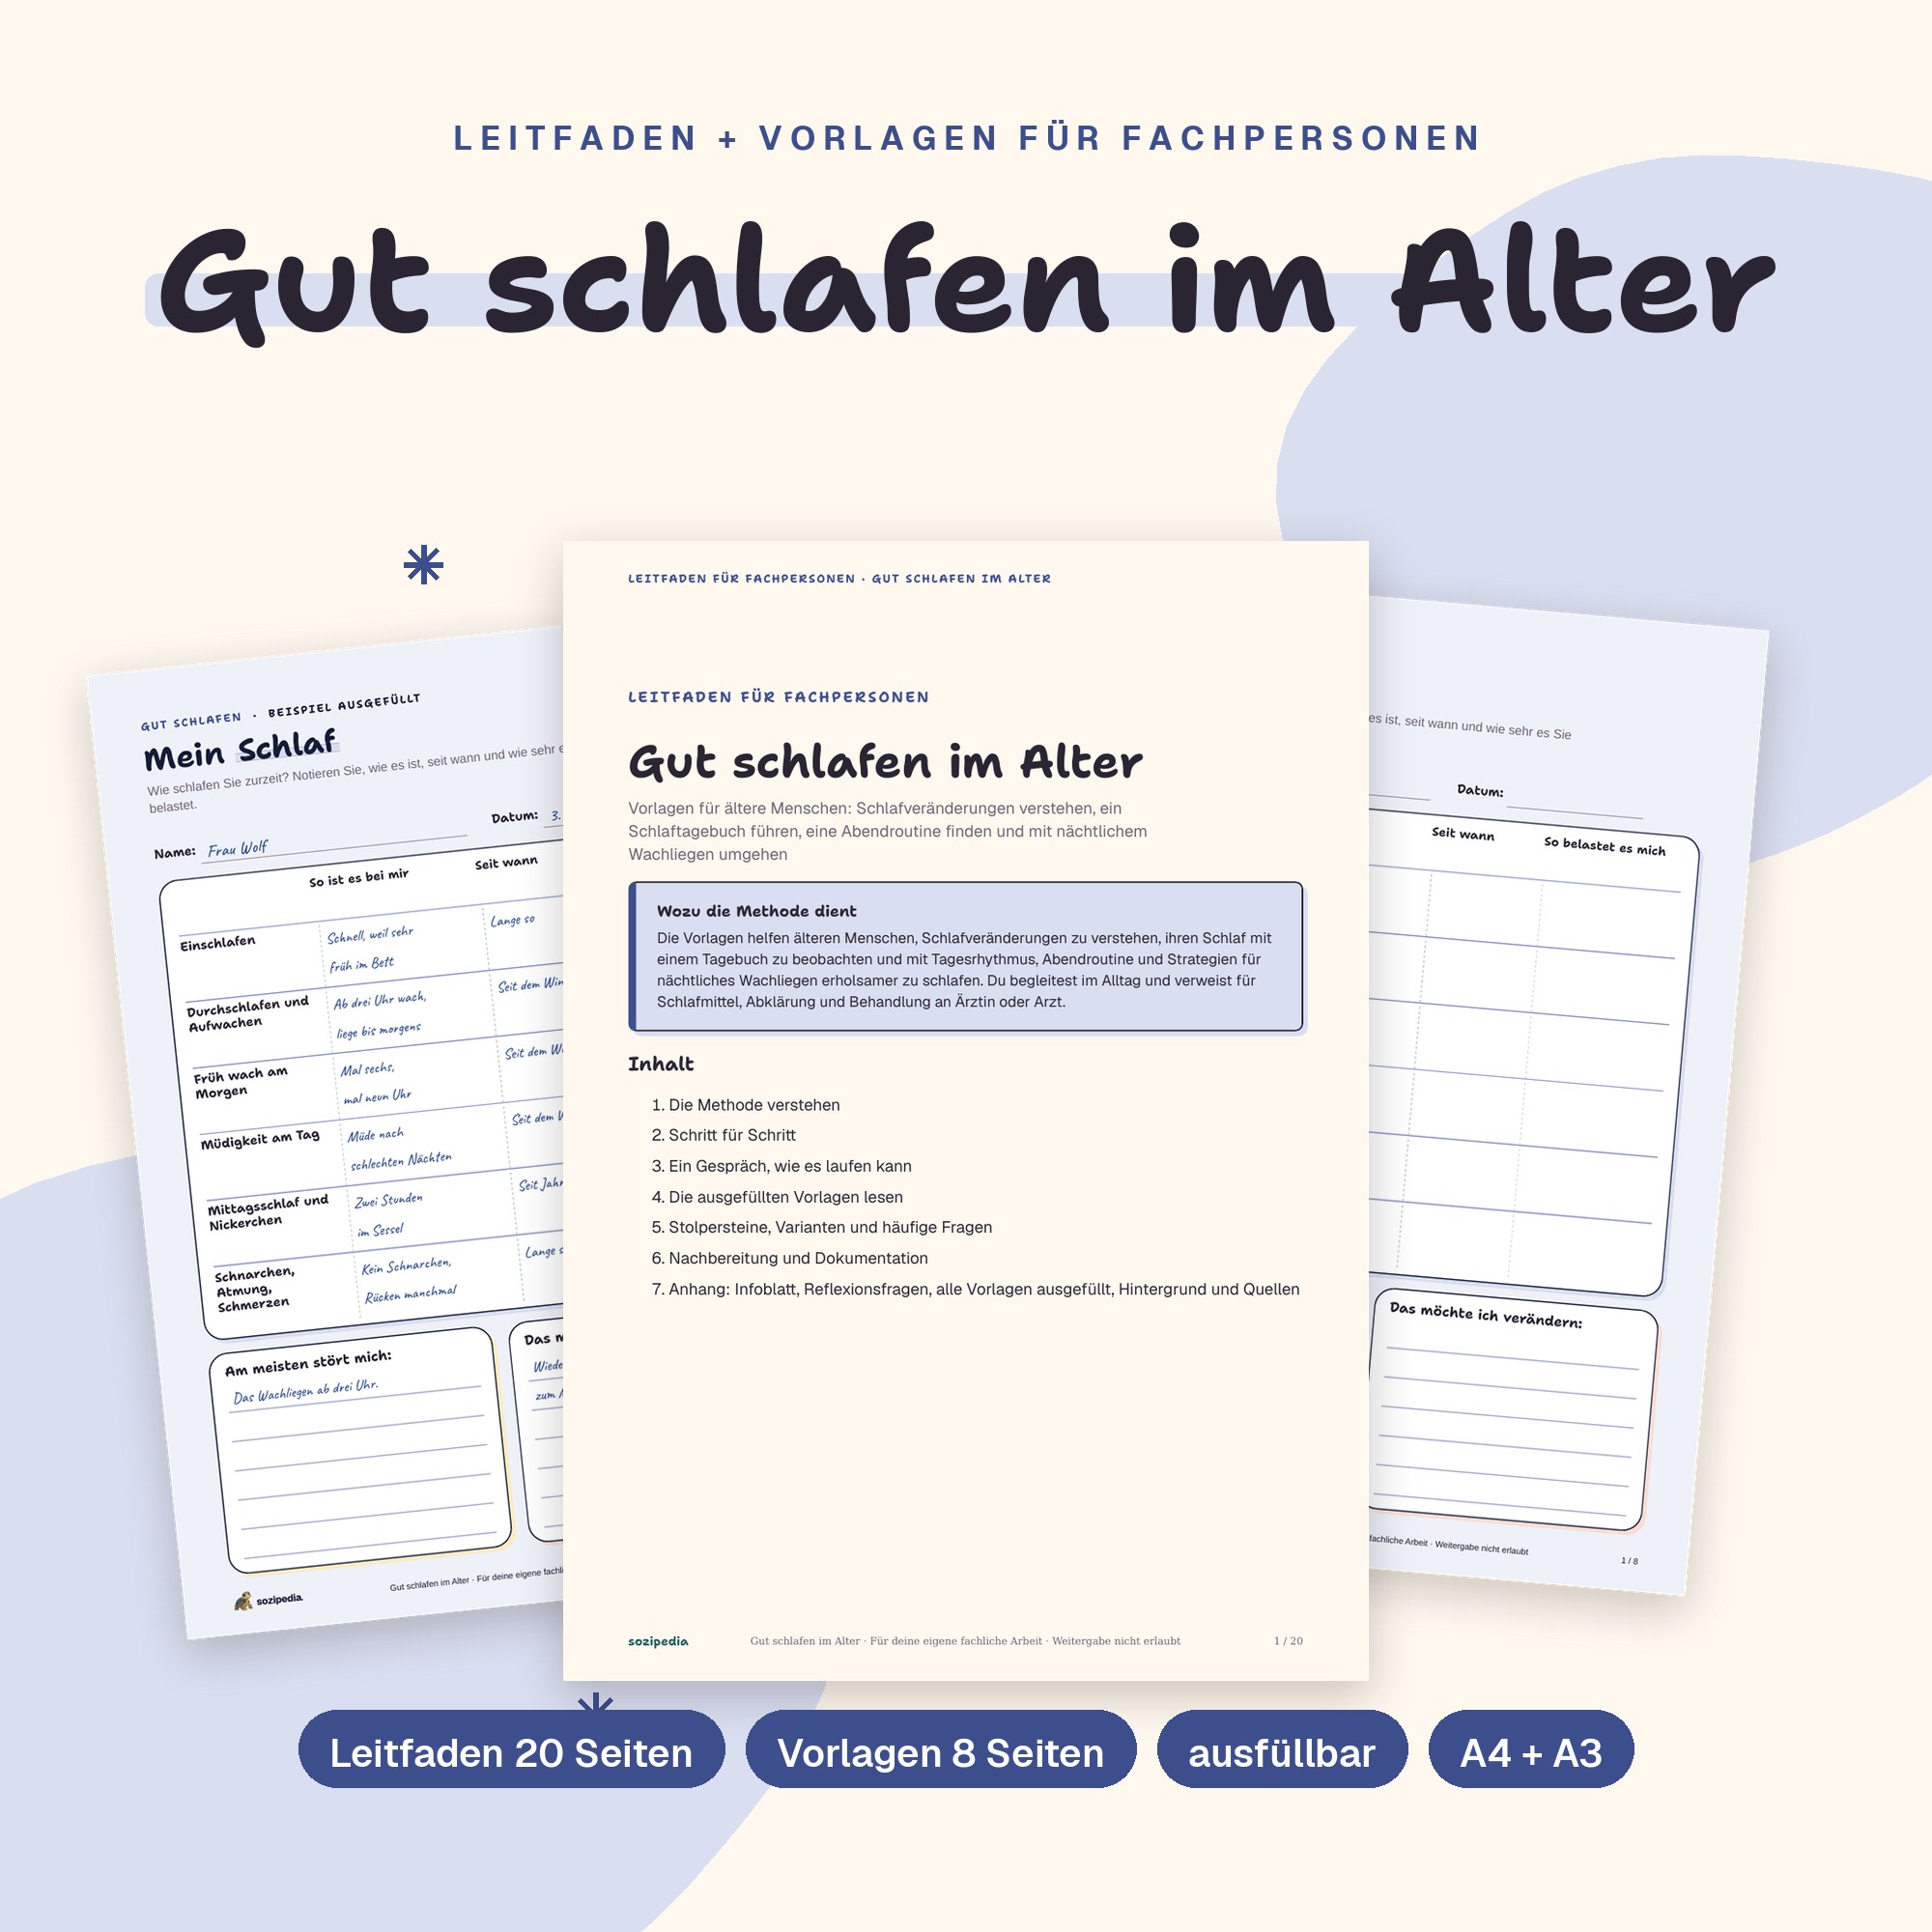 LEITFADEN + VORLAGEN FÜR FACHPERSONEN
Gut schlafen im Alter
GUT SCHLAFEN · BEISPIEL AUSGEFÜLLT
Mein Schlaf
Wie schlafen Sie zurzeit? Notieren Sie, wie es ist, seit wann und wie sehr
belastet.
Name: Frau Wolf
Datum: 3.
So ist es bei mir
Seit wann
Einschlafen
Schnell, weil sehr
früh im Bett
Lange so
Durchschlafen und
Aufwachen
Ab drei Uhr wach,
liege bis morgens
Seit dem
Früh wach am
Morgen
Mal sechs,
mal neun Uhr
Seit dem
Müdigkeit am Tag
Müde nach
schlechten Nächten
Seit dem
Mittagsschlaf und
Nickerchen
Zwei Stunden
im Sessel
Seit
Schnarchen,
Atmung,
Schmerzen
Kein Schnarchen,
Rücken manchmal
Lange
Am meisten stört mich:
Das Wachliegen ab drei Uhr.
Das
zum
sozipedia.
Gut schlafen im Alter · Für deine eigene
LEITFADEN FÜR FACHPERSONEN · GUT SCHLAFEN IM ALTER
LEITFADEN FÜR FACHPERSONEN
Gut schlafen im Alter
Vorlagen für ältere Menschen: Schlafveränderungen verstehen, ein
Schlaftagebuch führen, eine Abendroutine finden und mit nächtlichem
Wachliegen umgehen
Wozu die Methode dient
Die Vorlagen helfen älteren Menschen, Schlafveränderungen zu verstehen, ihren Schlaf mit
einem Tagebuch zu beobachten und mit Tagesrhythmus, Abendroutine und Strategien für
nächtliches Wachliegen erholsamer zu schlafen. Du begleitest im Alltag und verweist für
Schlafmittel, Abklärung und Behandlung an Ärztin oder Arzt.
Inhalt
1. Die Methode verstehen
2. Schritt für Schritt
3. Ein Gespräch, wie es laufen kann
4. Die ausgefüllten Vorlagen lesen
5. Stolpersteine, Varianten und häufige Fragen
6. Nachbereitung und Dokumentation
7. Anhang: Infoblatt, Reflexionsfragen, alle Vorlagen ausgefüllt, Hintergrund und Quellen
sozipedia
Gut schlafen im Alter · Für deine eigene fachliche Arbeit · Weitergabe nicht erlaubt
1 / 20
es ist, seit wann und wie sehr es Sie
Datum:
Seit wann
So belastet es mich
Das möchte ich verändern:
fachliche Arbeit · Weitergabe nicht erlaubt
1 / 8
Leitfaden 20 Seiten
Vorlagen 8 Seiten
ausfüllbar
A4 + A3